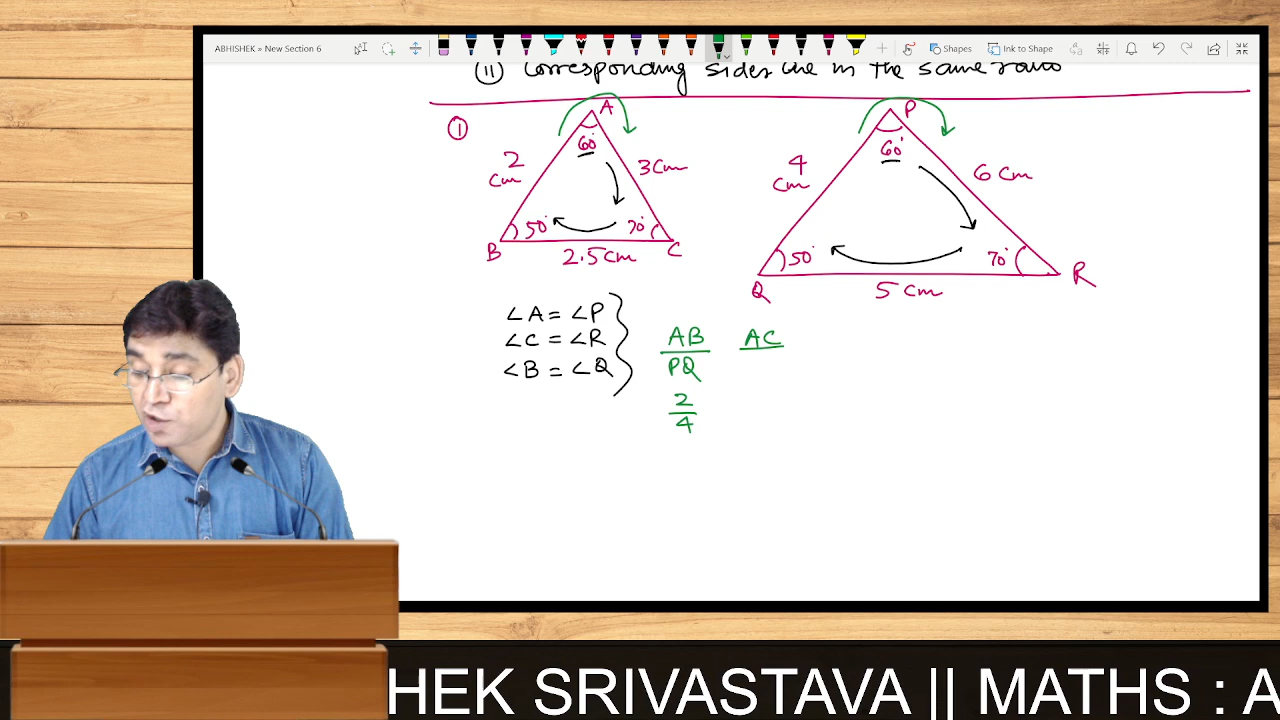 ABHISHEK » New Section 6
Shapes
Ink to Shape
(II) Corresponding sides are in the same ratio
①
A
P
60°
60°
2
cm
3cm
4
cm
6 cm
50°
70°
50°
70°
B
2.5cm
C
Q
5 cm
R
∠A = ∠P
∠C = ∠R
∠B = ∠Q
AB
AC
PQ
2
4
HEK SRIVASTAVA || MATHS : A